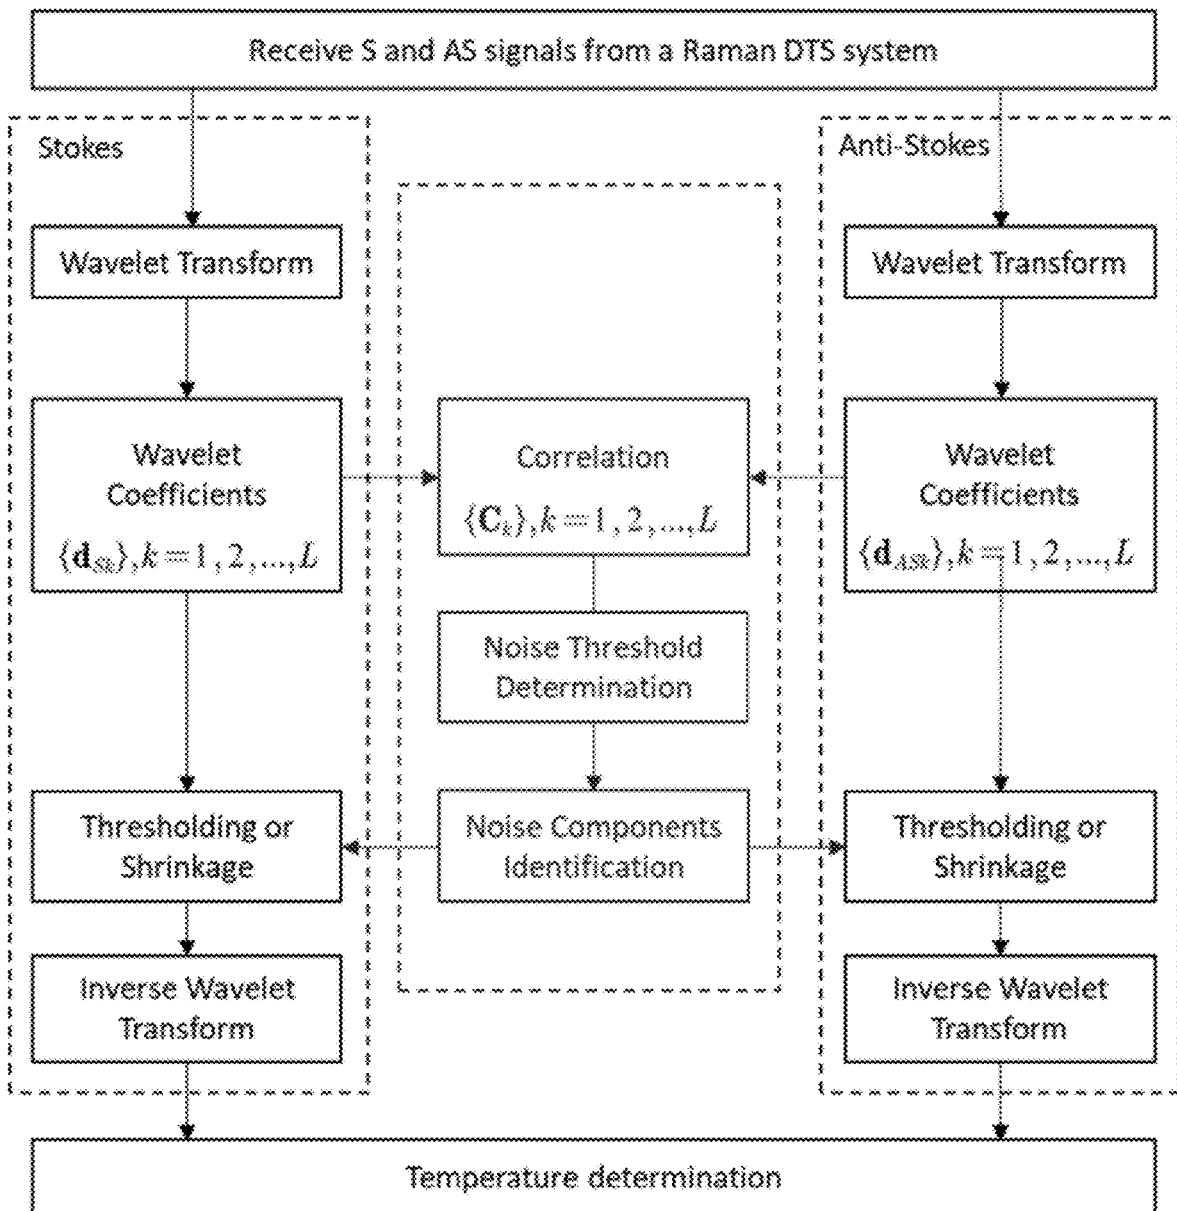 Receive S and AS signals from a Raman DTS system
Stokes
Anti-Stokes
Wavelet Transform
Wavelet Transform
Wavelet
Coefficients
{d_Sk}, k = 1, 2, ..., L
Correlation
{C_k}, k = 1, 2, ..., L
Wavelet
Coefficients
{d_ASk}, k = 1, 2, ..., L
Noise Threshold
Determination
Thresholding or
Shrinkage
Noise Components
Identification
Thresholding or
Shrinkage
Inverse Wavelet
Transform
Inverse Wavelet
Transform
Temperature determination